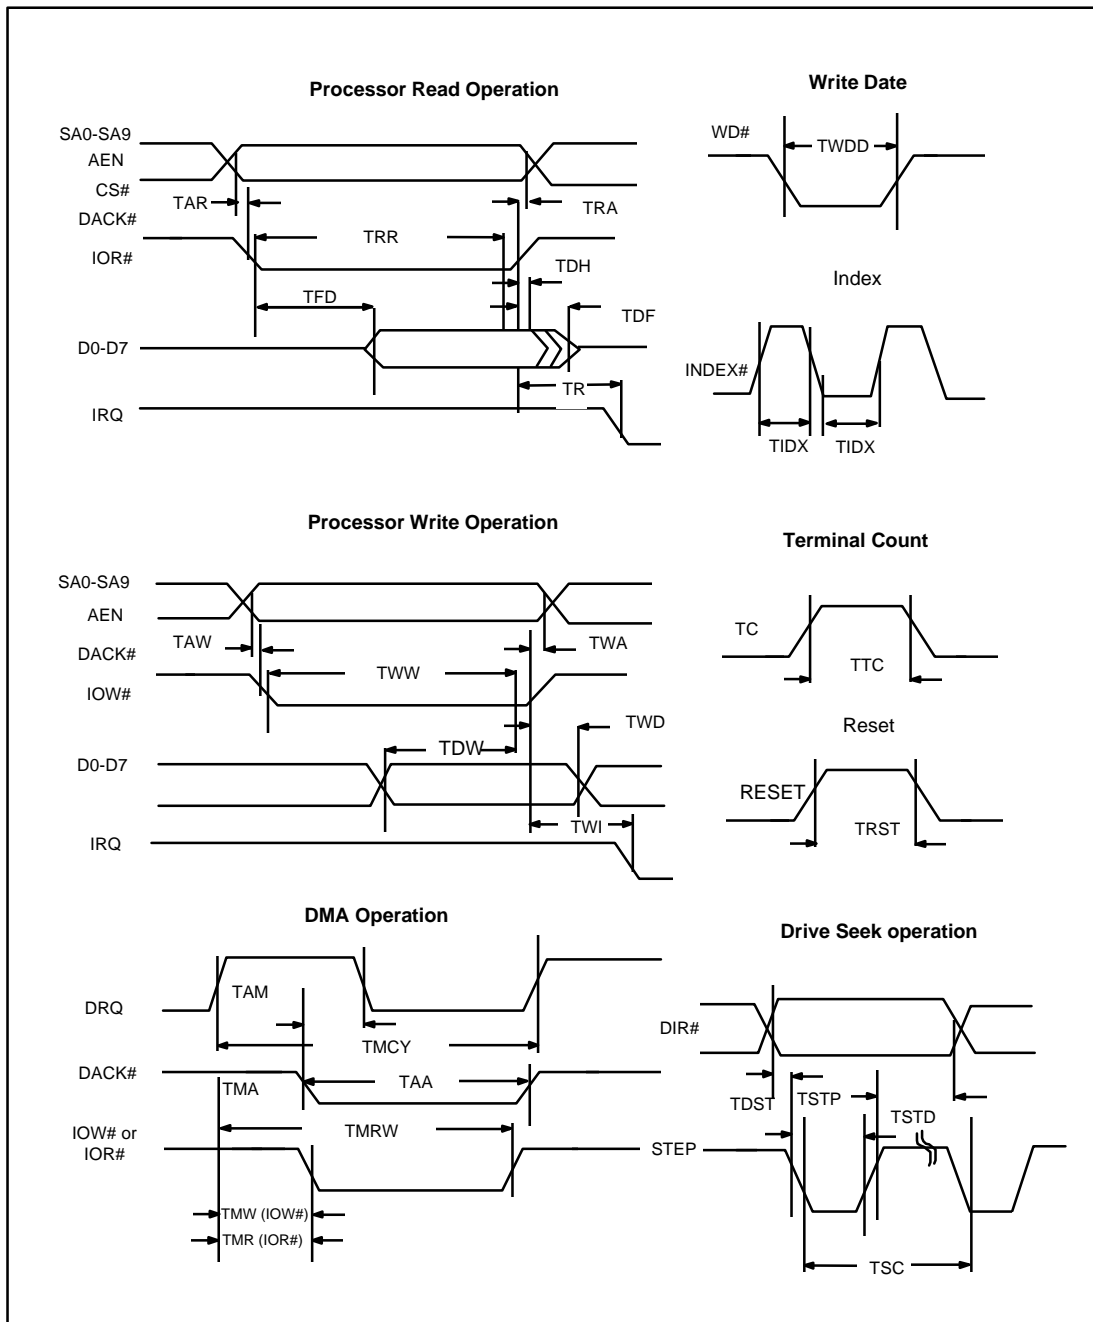 Processor Read Operation
SA0-SA9
AEN
CS#
TAR
TRA
DACK#
TRR
IOR#
TDH
TFD
TDF
D0-D7
TR
IRQ
Write Date
WD#
TWDD
Index
INDEX#
TIDX
TIDX
Processor Write Operation
SA0-SA9
AEN
TAW
TWA
DACK#
TWW
IOW#
TWD
TDW
D0-D7
TWI
IRQ
Terminal Count
TC
TTC
Reset
RESET
TRST
DMA Operation
TAM
DRQ
TMCY
DACK#
TMA
TAA
IOW# or
IOR#
TMRW
TMW (IOW#)
TMR (IOR#)
Drive Seek operation
DIR#
TDST
TSTP
TSTD
STEP
TSC